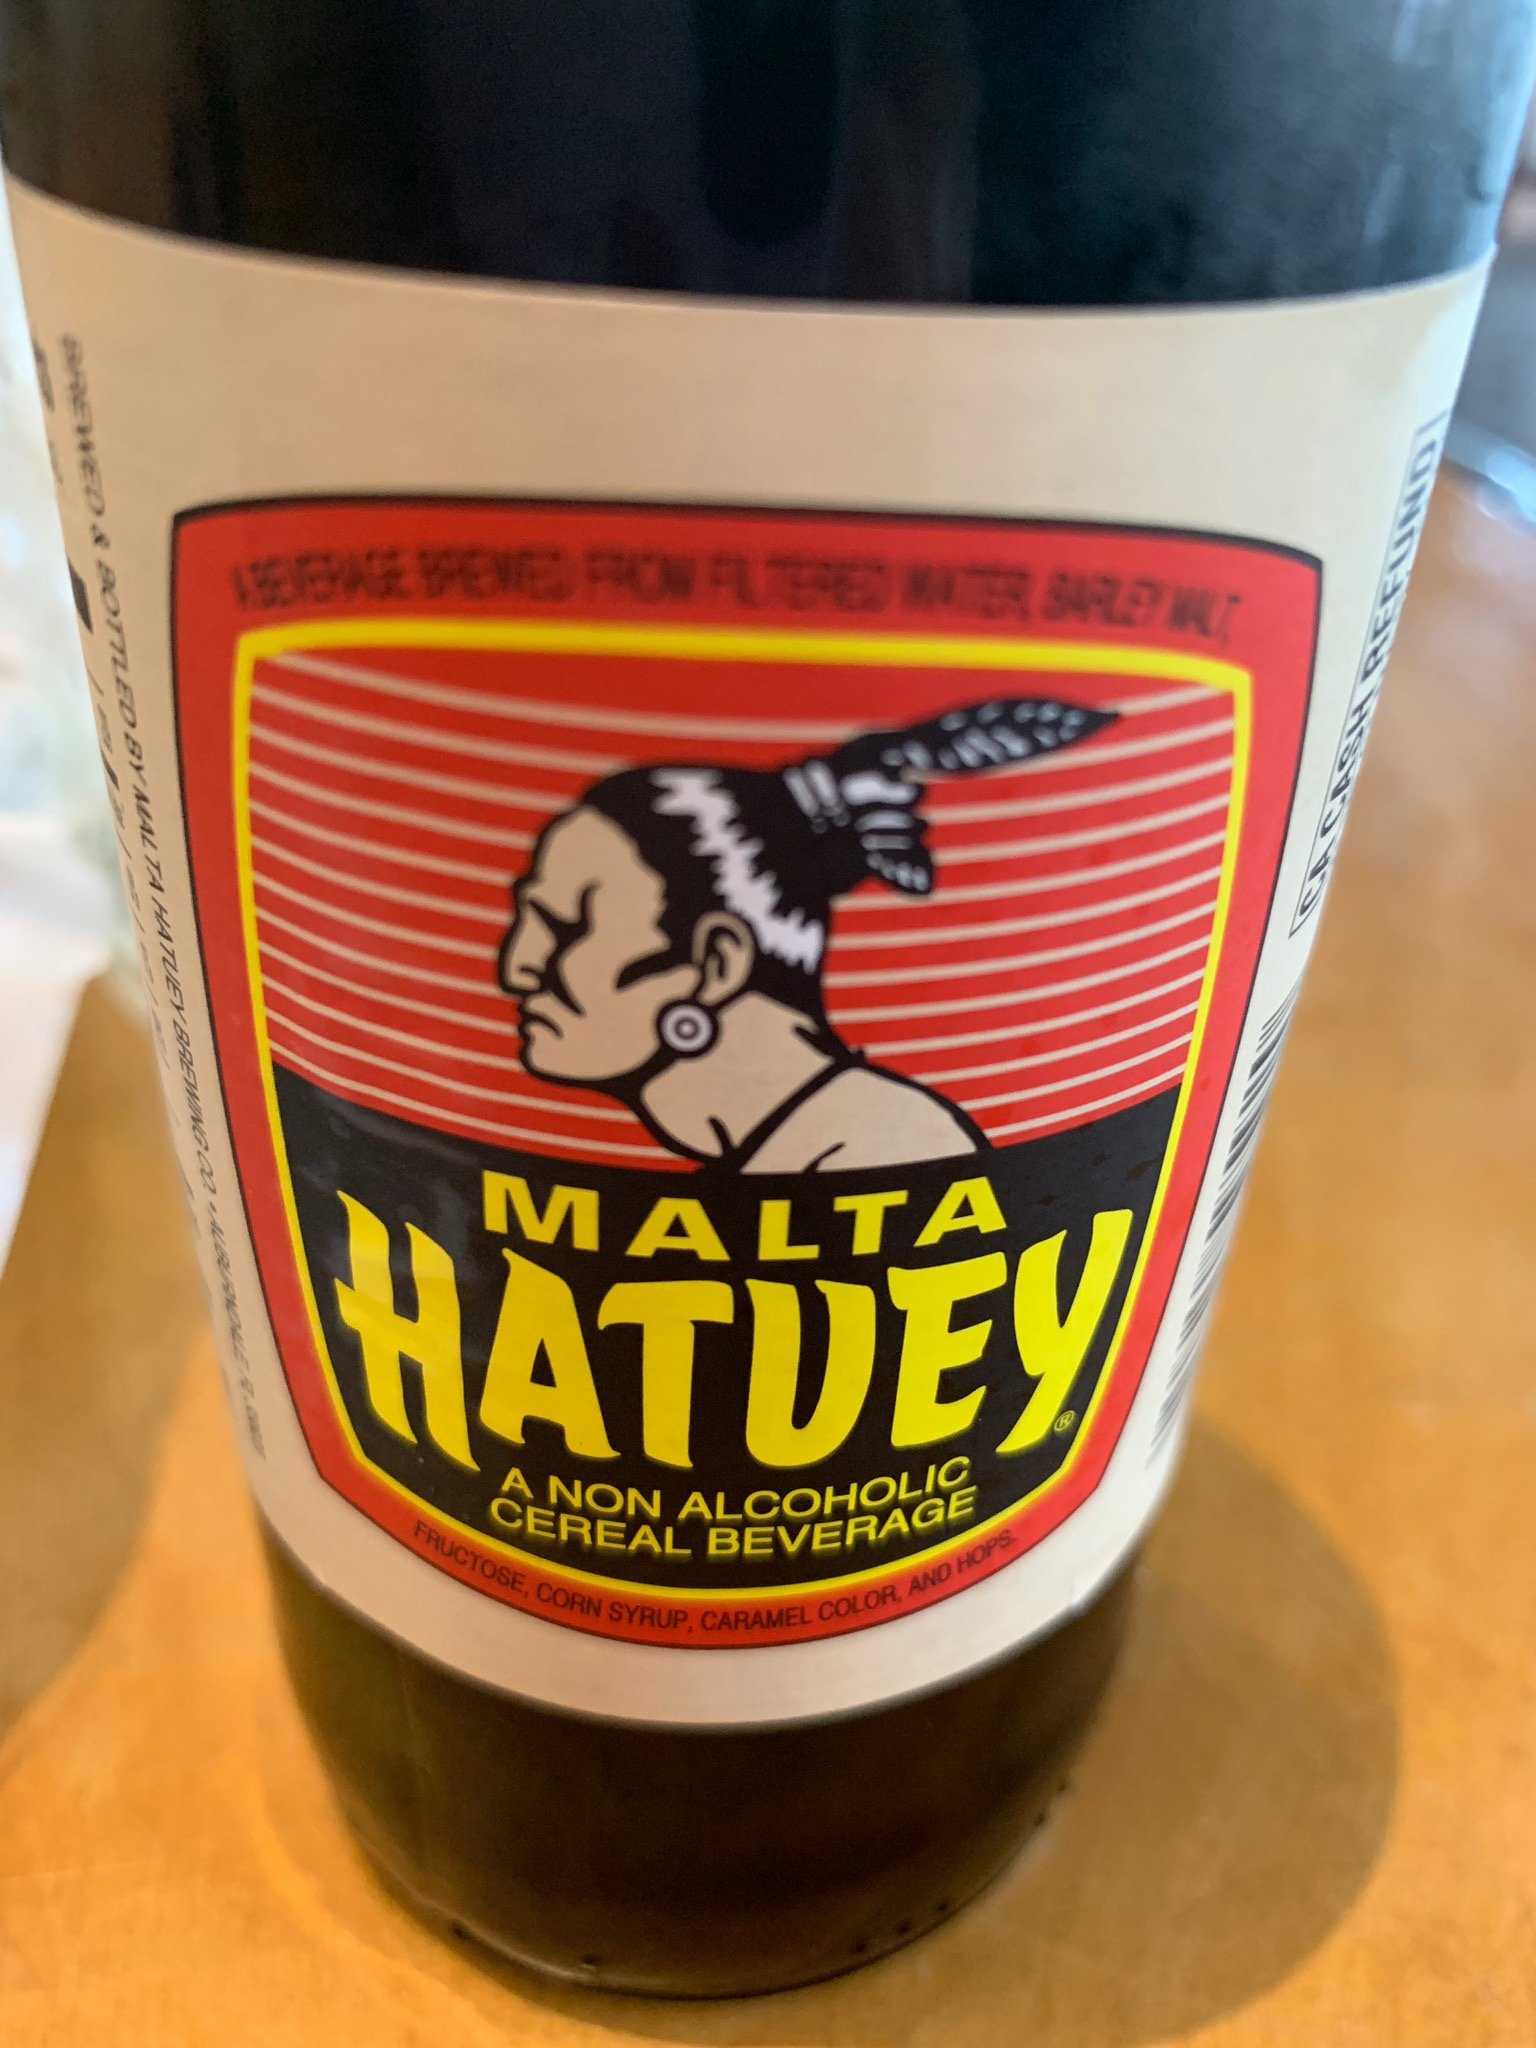 A BEVERAGE BREWED FROM FILTERED WATER, BARLEY MALT,
MALTA
HATUEY®
A NON ALCOHOLIC
CEREAL BEVERAGE
FRUCTOSE, CORN SYRUP, CARAMEL COLOR, AND HOPS.
BREWED & BOTTLED BY MALTA HATUEY BREWING CO.
CA CASH REFUND